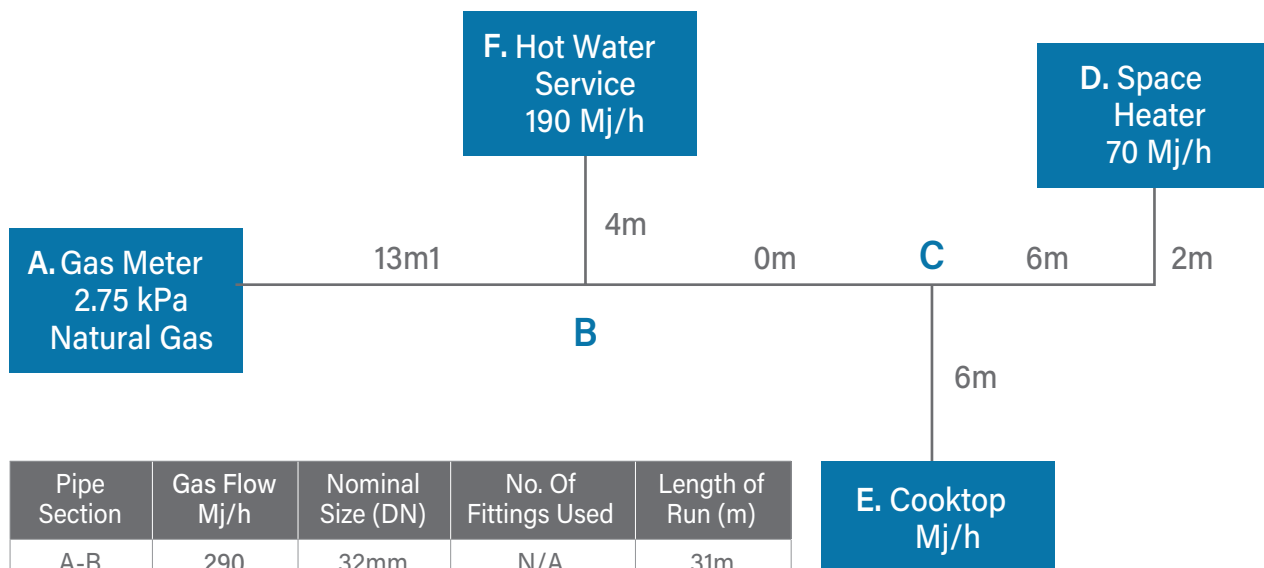 F. Hot Water
Service
190 Mj/h
D. Space
Heater
70 Mj/h
4m
A. Gas Meter
2.75 kPa
Natural Gas
13m1
0m
C
6m
2m
B
6m
Pipe Section
Gas Flow Mj/h
Nominal Size (DN)
No. Of Fittings Used
Length of Run (m)
A-B
290
32mm
N/A
31m
E. Cooktop
Mj/h